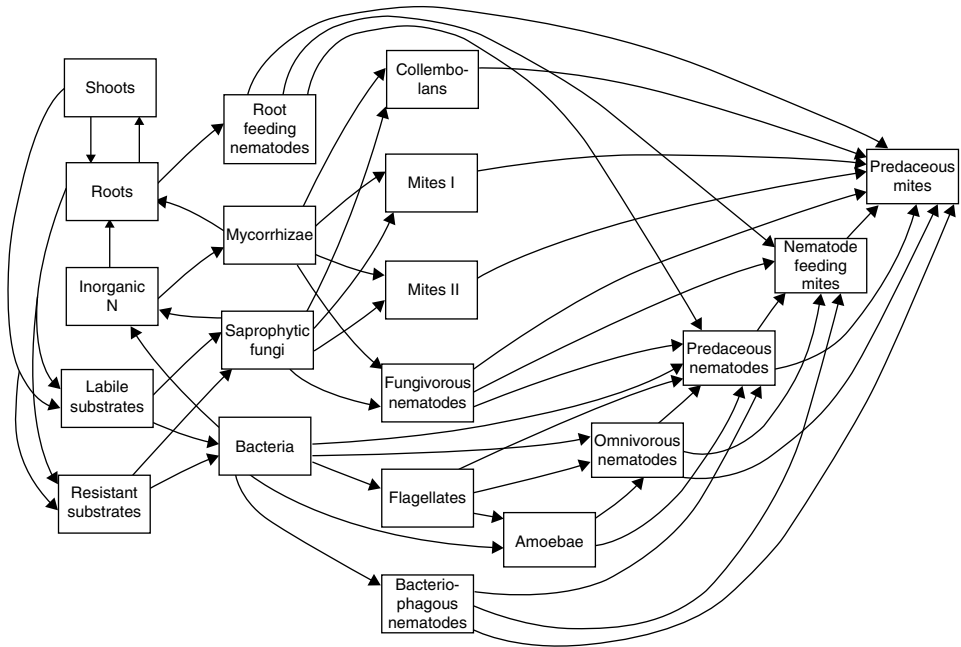 Shoots
Roots
Inorganic
N
Labile
substrates
Resistant
substrates
Root
feeding
nematodes
Mycorrhizae
Saprophytic
fungi
Bacteria
Collembo-
lans
Mites I
Mites II
Fungivorous
nematodes
Flagellates
Amoebae
Bacterio-
phagous
nematodes
Omnivorous
nematodes
Predaceous
nematodes
Nematode
feeding
mites
Predaceous
mites